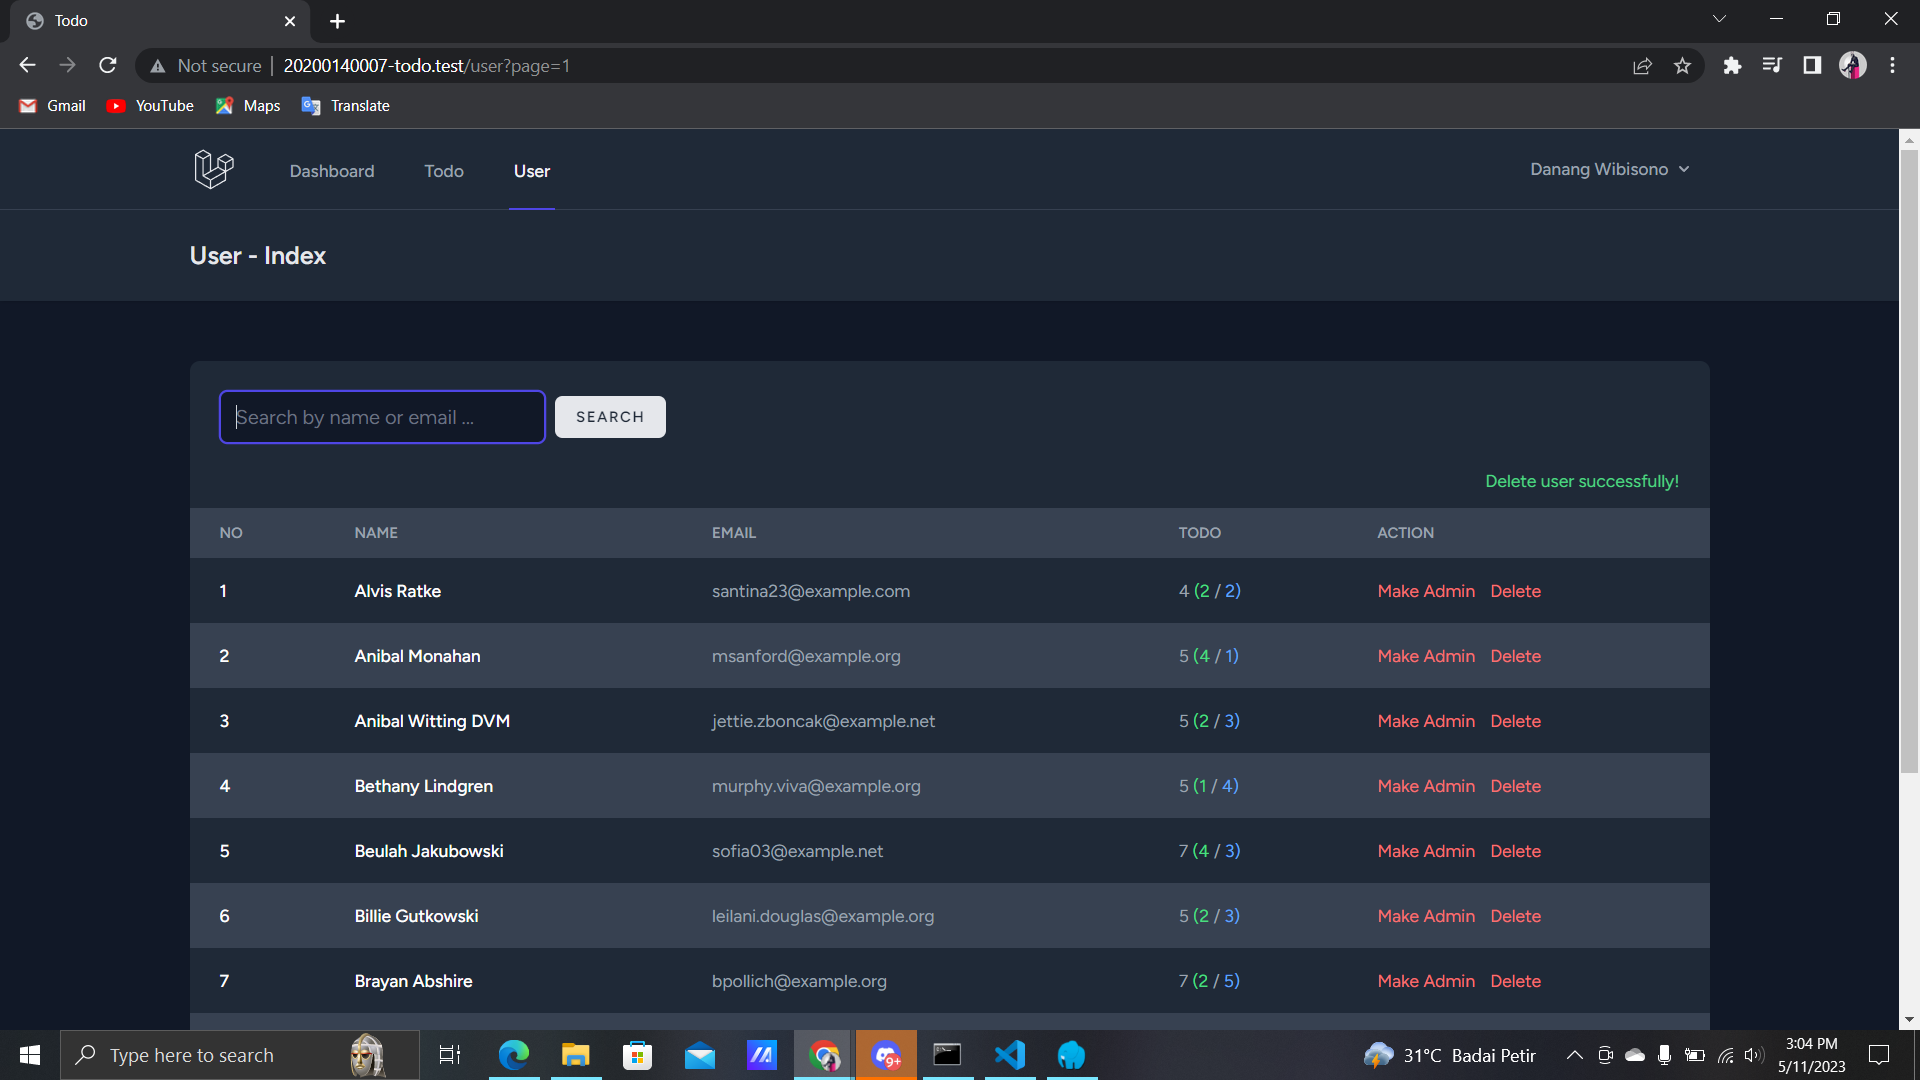 Todo
Not secure | 20200140007-todo.test/user?page=1
Gmail YouTube Maps Translate
Dashboard Todo User Danang Wibisono
User - Index
Search by name or email ... SEARCH
Delete user successfully!
NO NAME EMAIL TODO ACTION
1 Alvis Ratke santina23@example.com 4 (2 / 2) Make Admin Delete
2 Anibal Monahan msanford@example.org 5 (4 / 1) Make Admin Delete
3 Anibal Witting DVM jettie.zboncak@example.net 5 (2 / 3) Make Admin Delete
4 Bethany Lindgren murphy.viva@example.org 5 (1 / 4) Make Admin Delete
5 Beulah Jakubowski sofia03@example.net 7 (4 / 3) Make Admin Delete
6 Billie Gutkowski leilani.douglas@example.org 5 (2 / 3) Make Admin Delete
7 Brayan Abshire bpollich@example.org 7 (2 / 5) Make Admin Delete
Type here to search 9+ 31°C Badai Petir 3:04 PM
5/11/2023